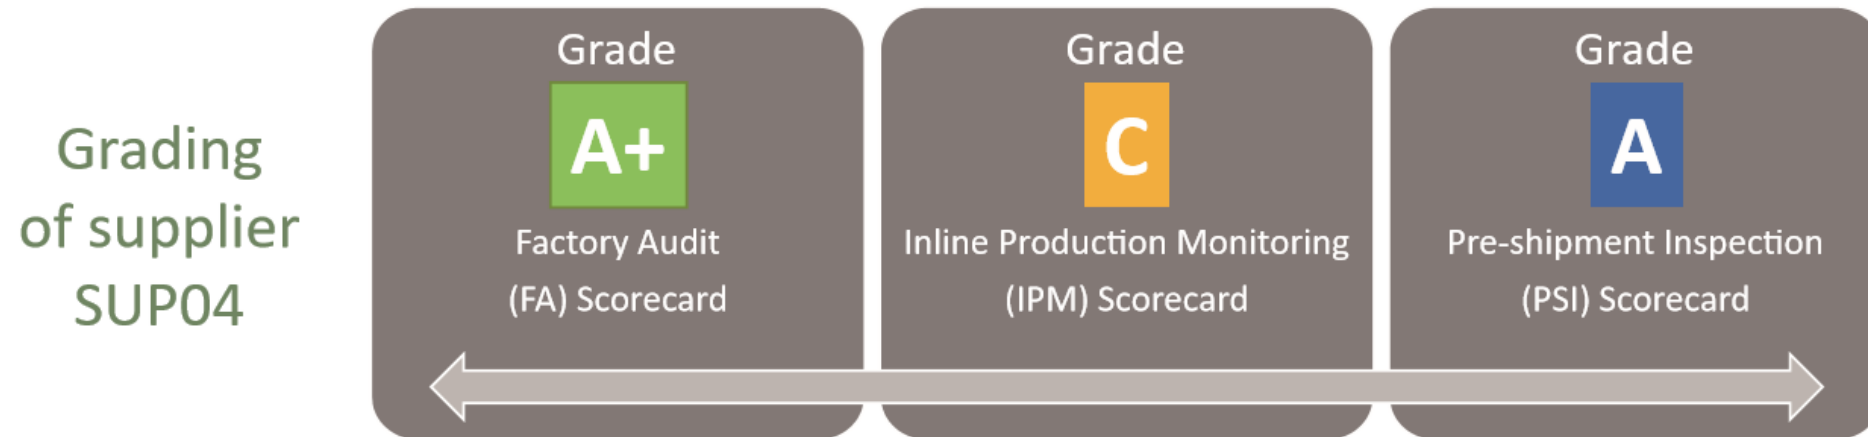 Grading
of supplier
SUP04
Grade
A+
Factory Audit
(FA) Scorecard
Grade
C
Inline Production Monitoring
(IPM) Scorecard
Grade
A
Pre-shipment Inspection
(PSI) Scorecard